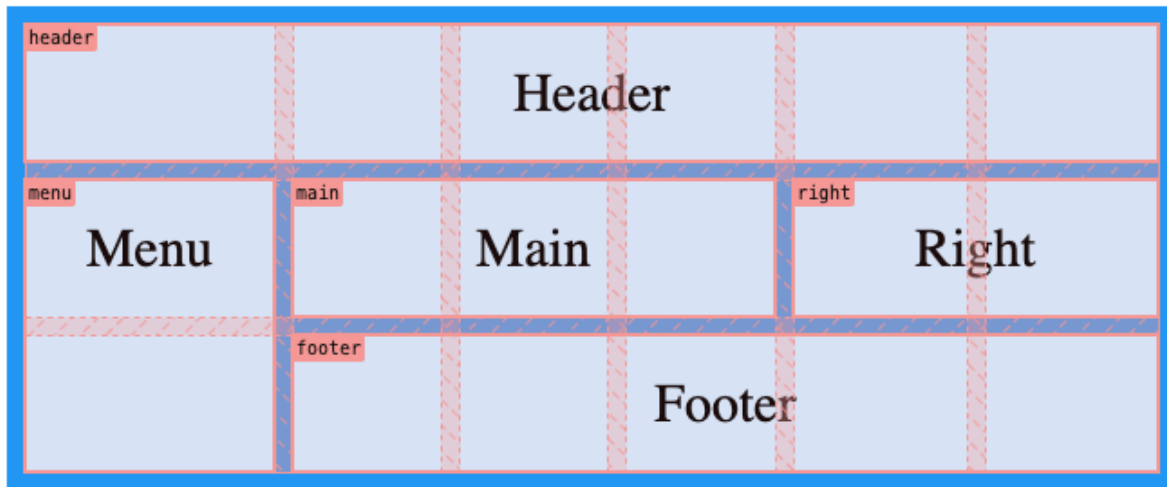 header
Header
menu
Menu
main
Main
right
Right
footer
Footer